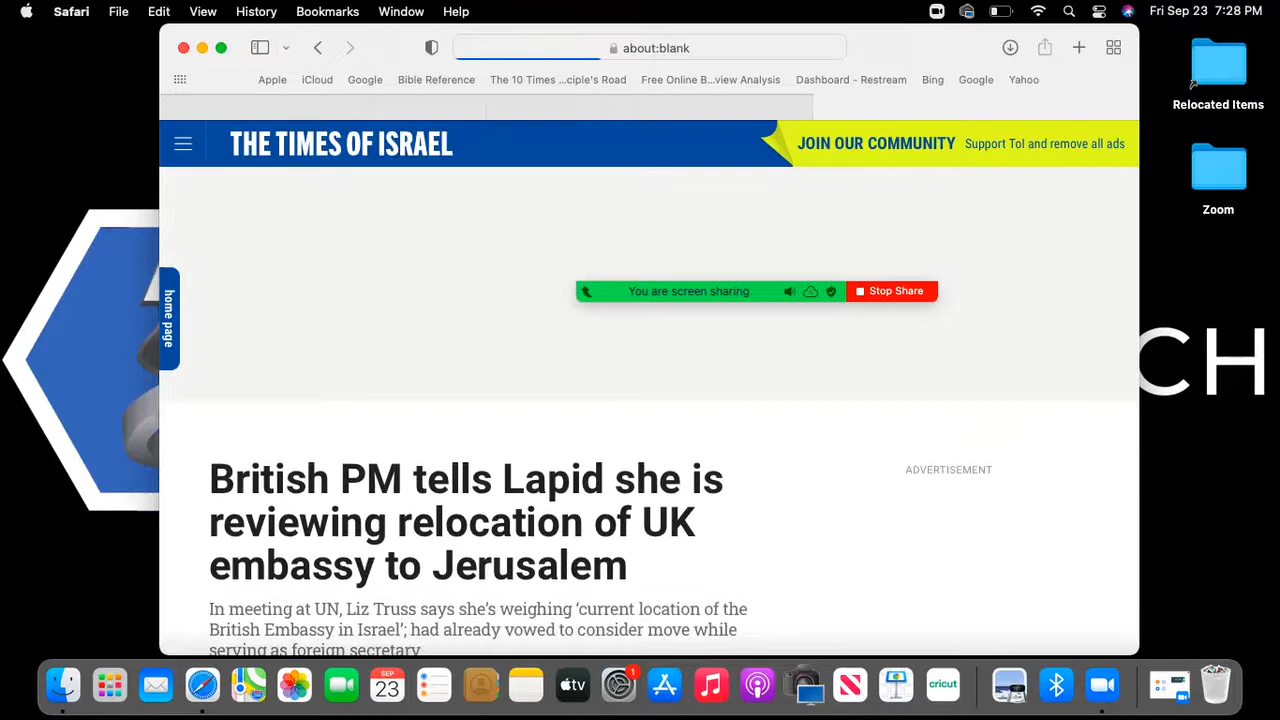 Safari File Edit View History Bookmarks Window Help Fri Sep 23 7:28 PM
about:blank
Apple iCloud Google Bible Reference The 10 Times ...ciple's Road Free Online B...view Analysis Dashboard - Restream Bing Google Yahoo
Relocated Items
THE TIMES OF ISRAEL
JOIN OUR COMMUNITY Support ToI and remove all ads
Zoom
home page
You are screen sharing
Stop Share
CH
ADVERTISEMENT
British PM tells Lapid she is
reviewing relocation of UK
embassy to Jerusalem
In meeting at UN, Liz Truss says she's weighing 'current location of the
British Embassy in Israel'; had already vowed to consider move while
serving as foreign secretary
SEP
23
tv
1
cricut